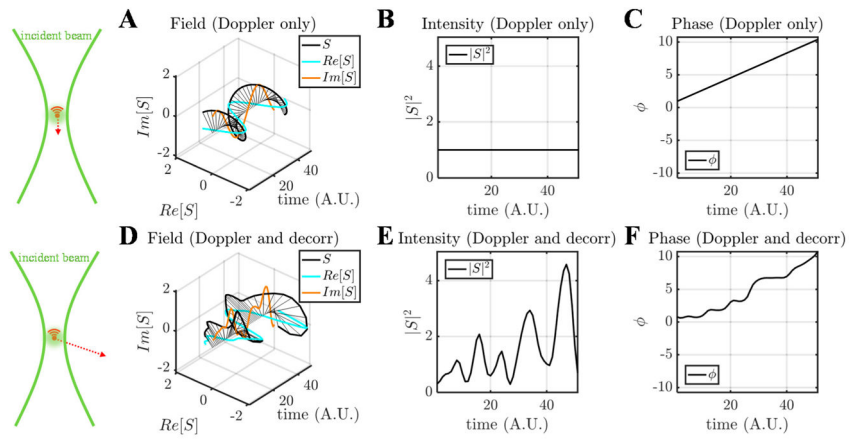 A Field (Doppler only)
incident beam
S
Re[S]
Im[S]
2
0
-2
Im[S]
2
0
-2
Re[S]
20
40
time (A.U.)
B Intensity (Doppler only)
|S|²
4
2
0
|S|²
20
40
time (A.U.)
C Phase (Doppler only)
10
5
0
-5
-10
ϕ
ϕ
20
40
time (A.U.)
D Field (Doppler and decorr)
incident beam
S
Re[S]
Im[S]
2
0
-2
Im[S]
2
0
-2
Re[S]
20
40
time (A.U.)
E Intensity (Doppler and decorr)
|S|²
4
2
0
|S|²
20
40
time (A.U.)
F Phase (Doppler and decorr)
10
5
0
-5
-10
ϕ
ϕ
20
40
time (A.U.)